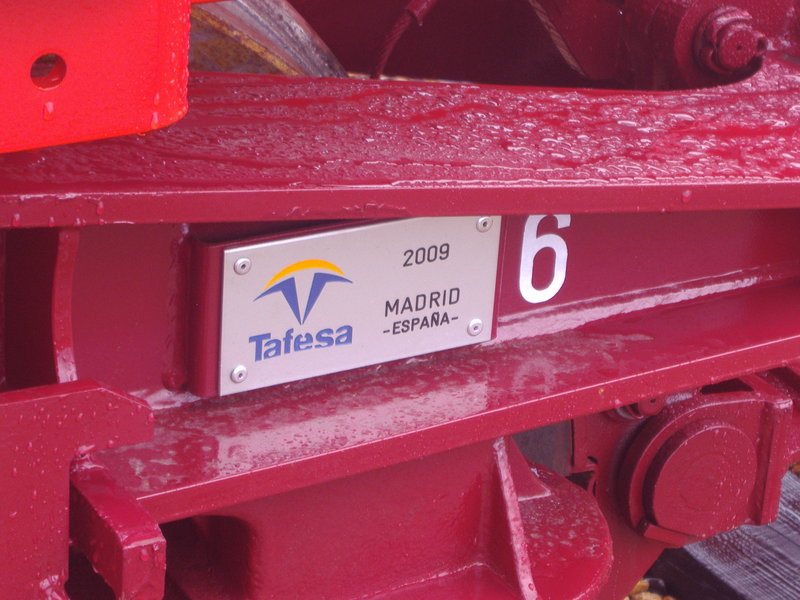 Tafesa
2009
MADRID
-ESPAÑA-
6